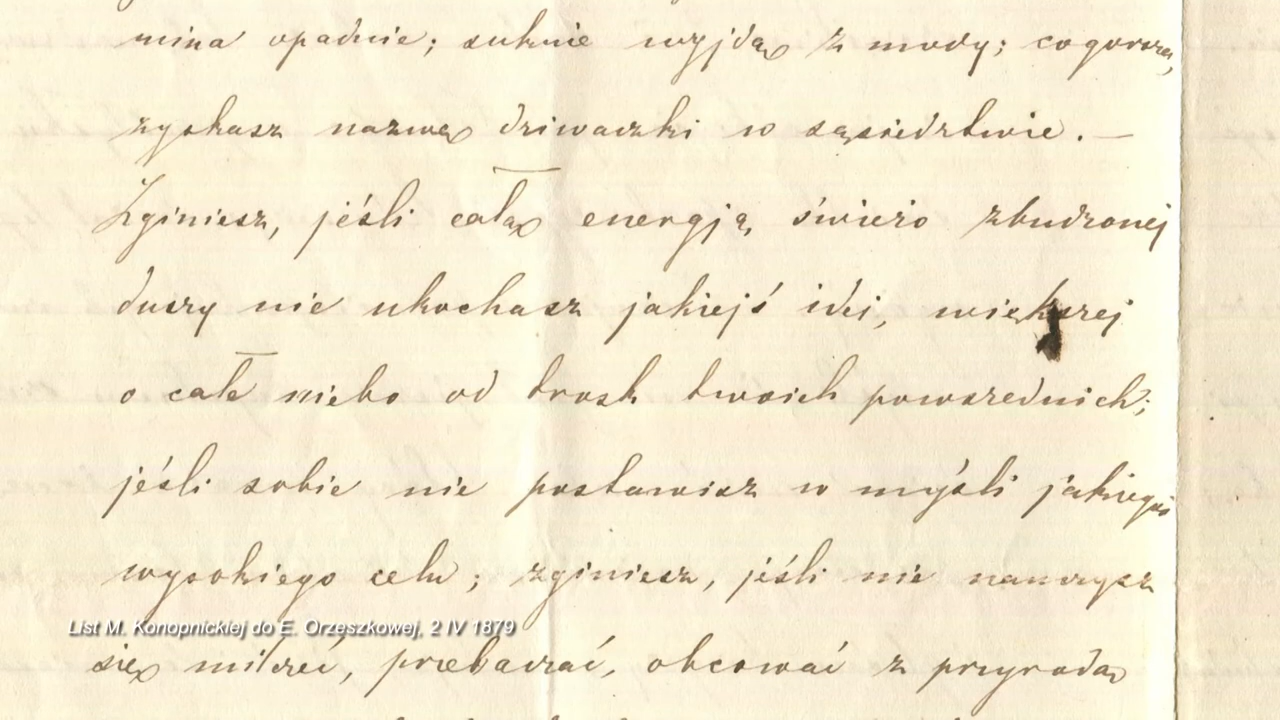 mina opadnie; suknie wyjdą z mody; co gorsza,
zyskasz nazwę dziwaczki w sąsiedztwie. —
Zginiesz, jeśli całą energją świeżo zbudzonej
duszy nie ukochasz jakiejś idei, większej
o całe niebo od trosk twoich powszednich;
jeśli sobie nie postawisz w myśli jakiegoś
wysokiego celu; zginiesz, jeśli nie nauczysz
List M. Konopnickiej do E. Orzeszkowej, 2 IV 1879
się milczeć, przebaczać, obcować z przyrodą